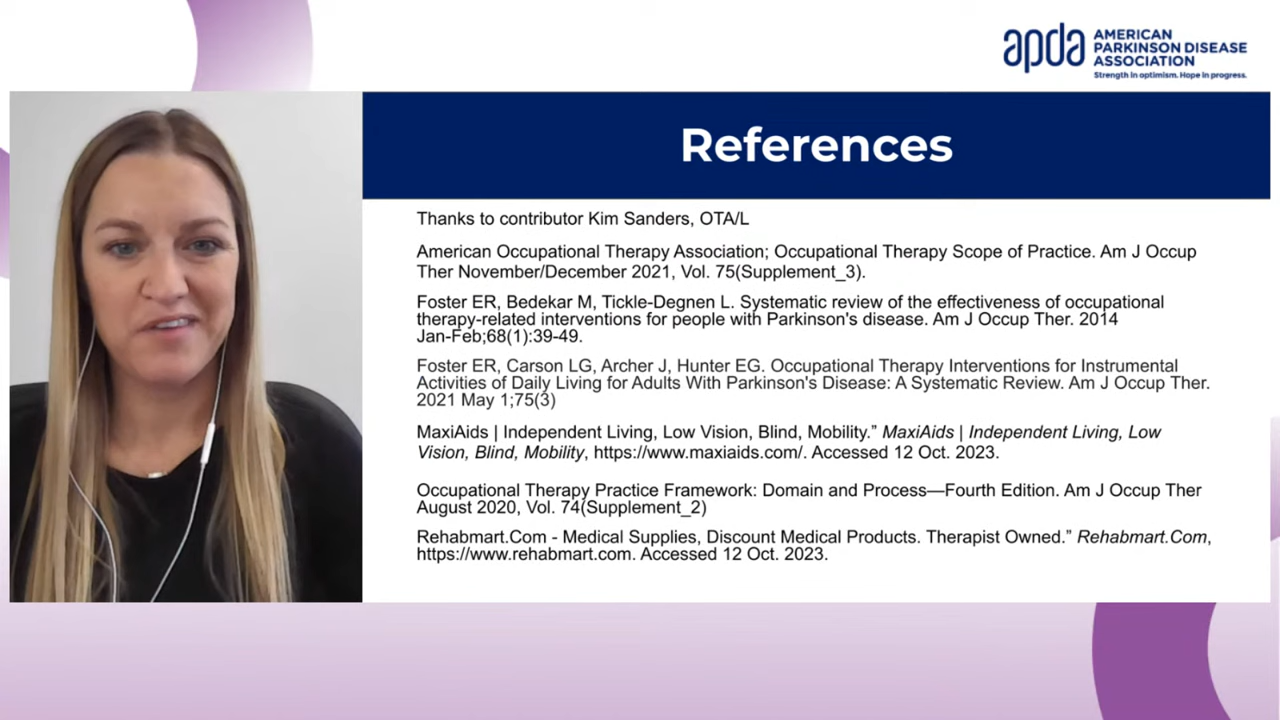 apda AMERICAN
PARKINSON DISEASE
ASSOCIATION
Strength in optimism. Hope in progress.
References
Thanks to contributor Kim Sanders, OTA/L
American Occupational Therapy Association; Occupational Therapy Scope of Practice. Am J Occup
Ther November/December 2021, Vol. 75(Supplement_3).
Foster ER, Bedekar M, Tickle-Degnen L. Systematic review of the effectiveness of occupational
therapy-related interventions for people with Parkinson's disease. Am J Occup Ther. 2014
Jan-Feb;68(1):39-49.
Foster ER, Carson LG, Archer J, Hunter EG. Occupational Therapy Interventions for Instrumental
Activities of Daily Living for Adults With Parkinson's Disease: A Systematic Review. Am J Occup Ther.
2021 May 1;75(3)
MaxiAids | Independent Living, Low Vision, Blind, Mobility.” MaxiAids | Independent Living, Low
Vision, Blind, Mobility, https://www.maxiaids.com/. Accessed 12 Oct. 2023.
Occupational Therapy Practice Framework: Domain and Process—Fourth Edition. Am J Occup Ther
August 2020, Vol. 74(Supplement_2)
Rehabmart.Com - Medical Supplies, Discount Medical Products. Therapist Owned.” Rehabmart.Com,
https://www.rehabmart.com. Accessed 12 Oct. 2023.